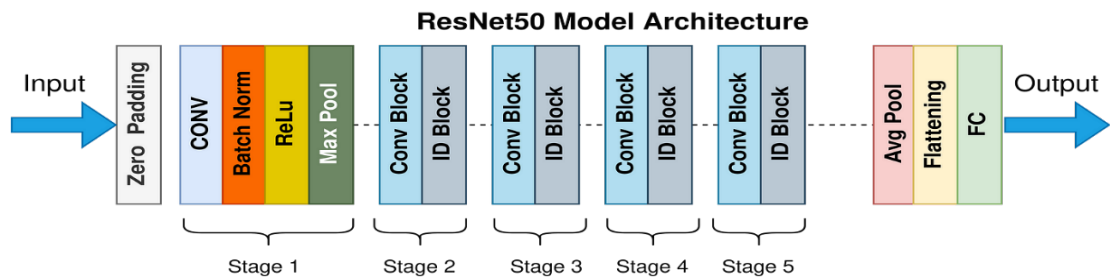 ResNet50 Model Architecture
Input
Zero Padding
CONV
Batch Norm
ReLu
Max Pool
Conv Block
ID Block
Conv Block
ID Block
Conv Block
ID Block
Conv Block
ID Block
Avg Pool
Flattening
FC
Output
Stage 1
Stage 2
Stage 3
Stage 4
Stage 5